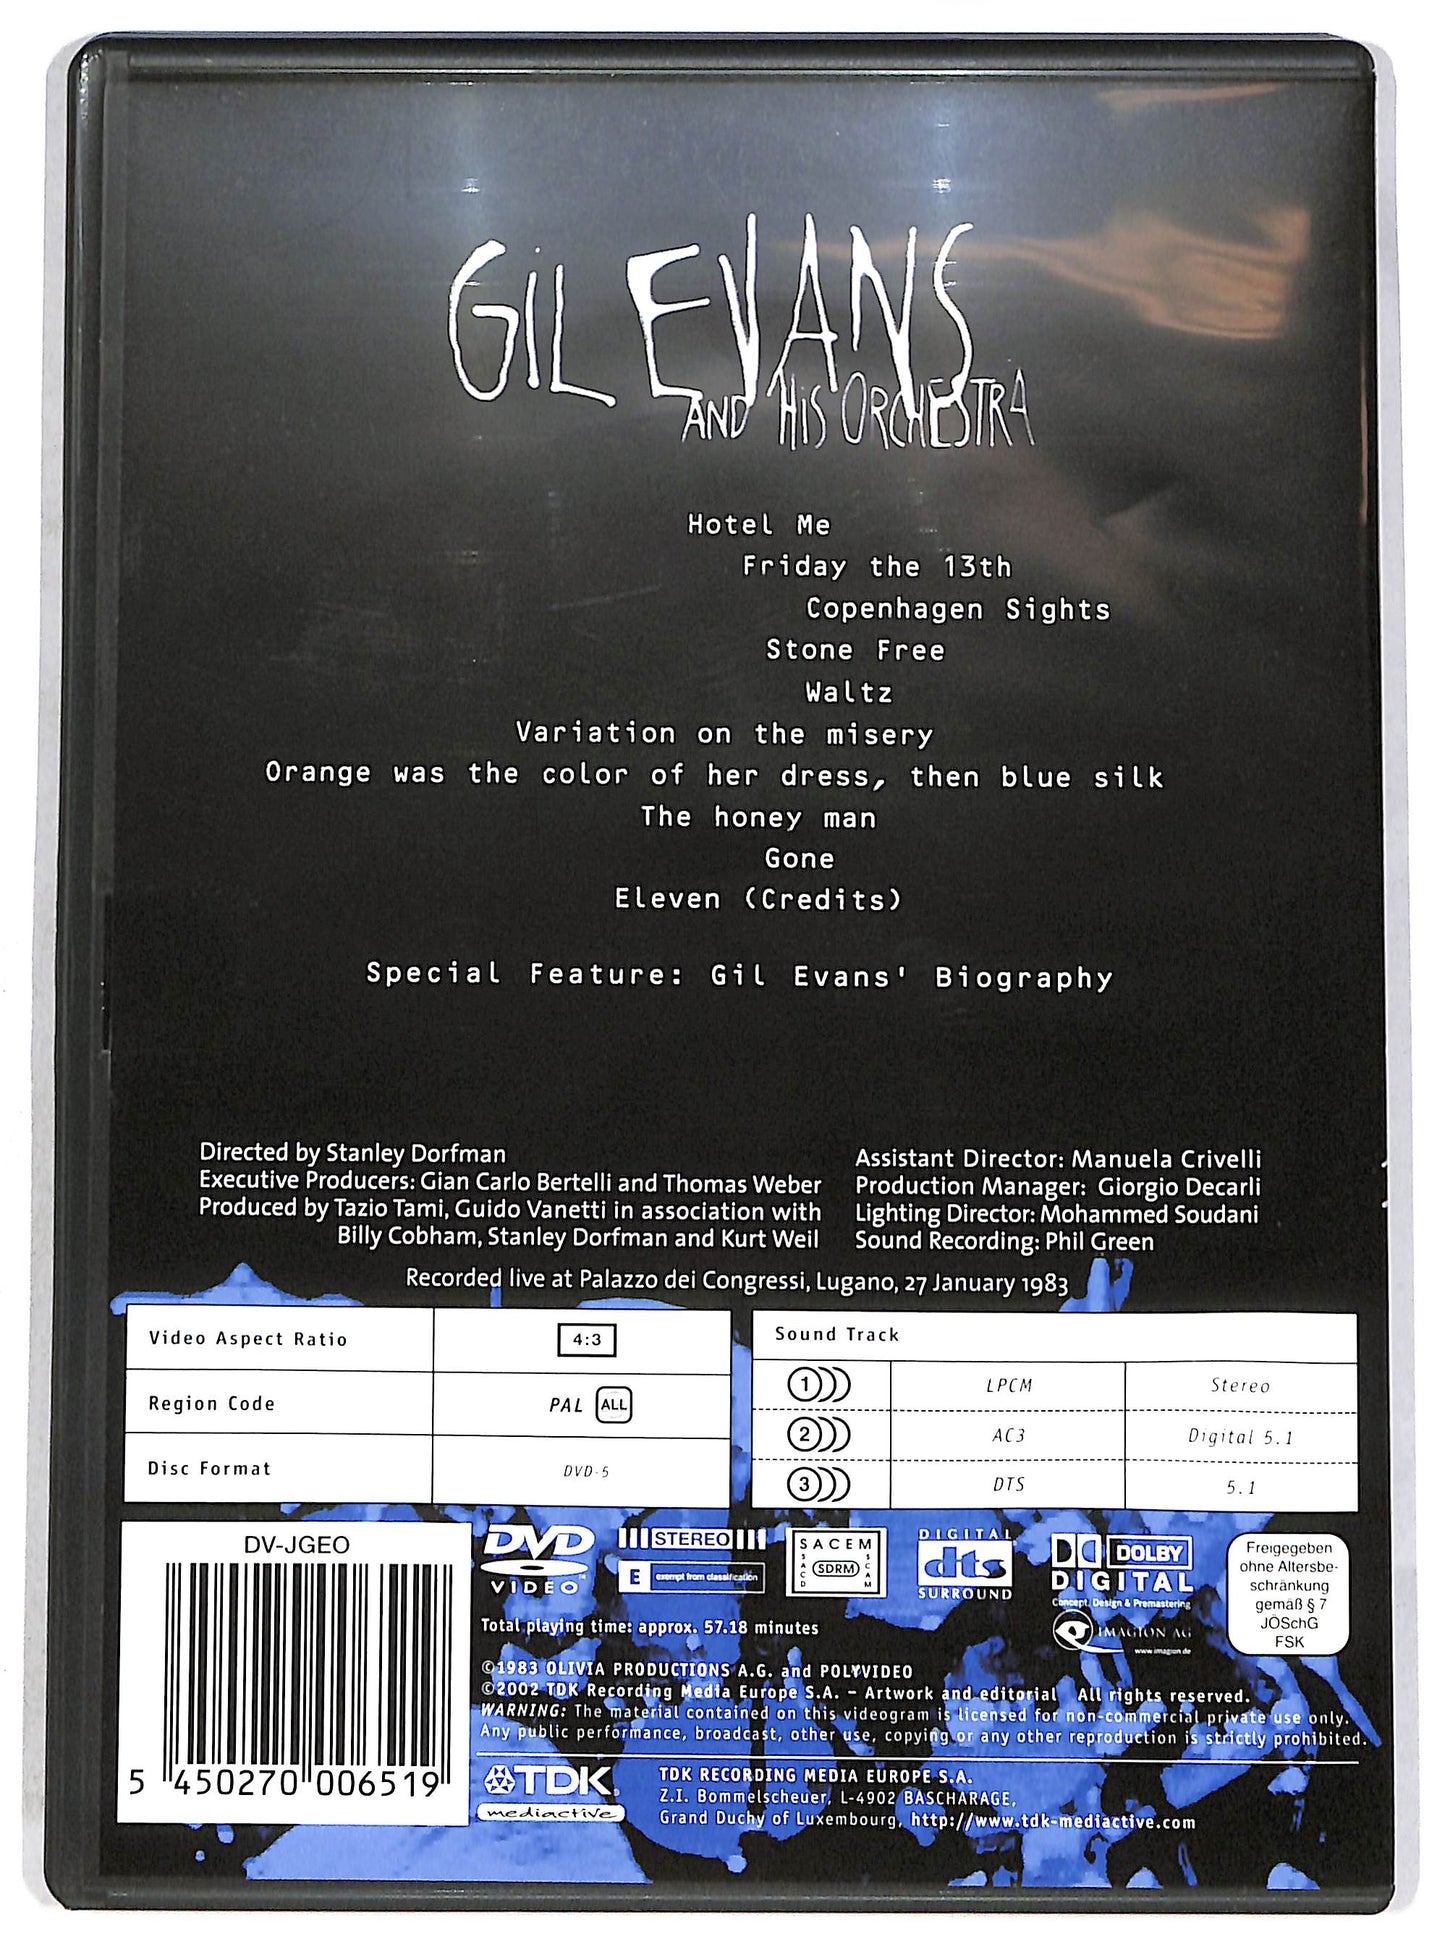 GiL EVANS
AND HiS ORCHESTRA
Hotel Me
Friday the 13th
Copenhagen Sights
Stone Free
Waltz
Variation on the misery
Orange was the color of her dress, then blue silk
The honey man
Gone
Eleven (Credits)
Special Feature: Gil Evans' Biography
Directed by Stanley Dorfman
Executive Producers: Gian Carlo Bertelli and Thomas Weber
Produced by Tazio Tami, Guido Vanetti in association with
Billy Cobham, Stanley Dorfman and Kurt Weil
Assistant Director: Manuela Crivelli
Production Manager: Giorgio Decarli
Lighting Director: Mohammed Soudani
Sound Recording: Phil Green
Recorded live at Palazzo dei Congressi, Lugano, 27 January 1983
Video Aspect Ratio 4:3
Region Code PAL ALL
Disc Format DVD-5
Sound Track
1 LPCM Stereo
2 AC3 Digital 5.1
3 DTS 5.1
DV-JGEO
5 450270 006519
DVD
VIDEO
STEREO
E exempt from classification
SACEM
SACD
SDRM
SCAM
DIGITAL
dts
SURROUND
DOLBY
DIGITAL
Concept, Design & Premastering
IMAGION AG
www.imagion.de
Freigegeben
ohne Altersbe-
schränkung
gemäß § 7
JÖSchG
FSK
Total playing time: approx. 57.18 minutes
©1983 OLIVIA PRODUCTIONS A.G. and POLYVIDEO
©2002 TDK Recording Media Europe S.A. - Artwork and editorial All rights reserved.
WARNING: The material contained on this videogram is licensed for non-commercial private use only.
Any public performance, broadcast, other use, copying or any other reproduction is strictly prohibited.
TDK
mediactive
TDK RECORDING MEDIA EUROPE S.A.
Z.I. Bommelscheuer, L-4902 BASCHARAGE,
Grand Duchy of Luxembourg, http://www.tdk-mediactive.com